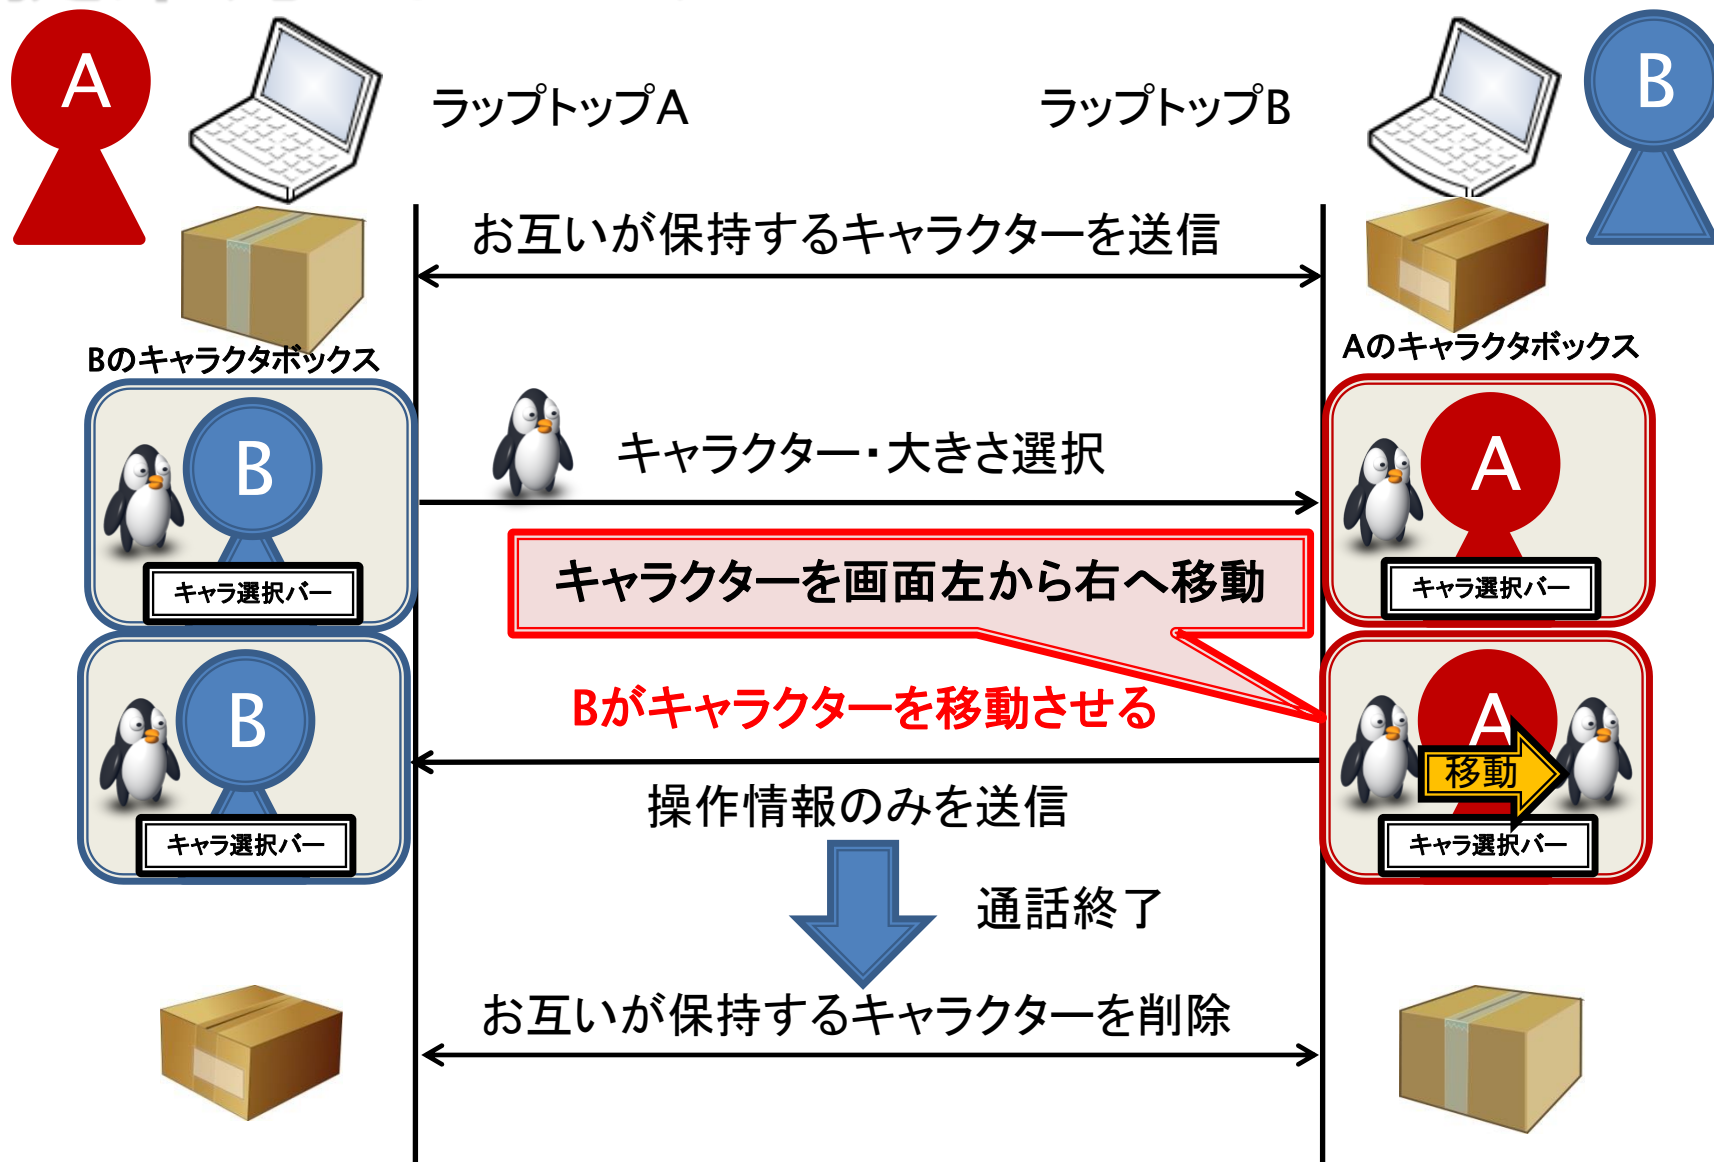 A
ラップトップA
ラップトップB
B
お互いが保持するキャラクターを送信
Bのキャラクタボックス
Aのキャラクタボックス
B
キャラクター・大きさ選択
A
キャラ選択バー
キャラクターを画面左から右へ移動
キャラ選択バー
B
Bがキャラクターを移動させる
A
移動
操作情報のみを送信
キャラ選択バー
キャラ選択バー
通話終了
お互いが保持するキャラクターを削除